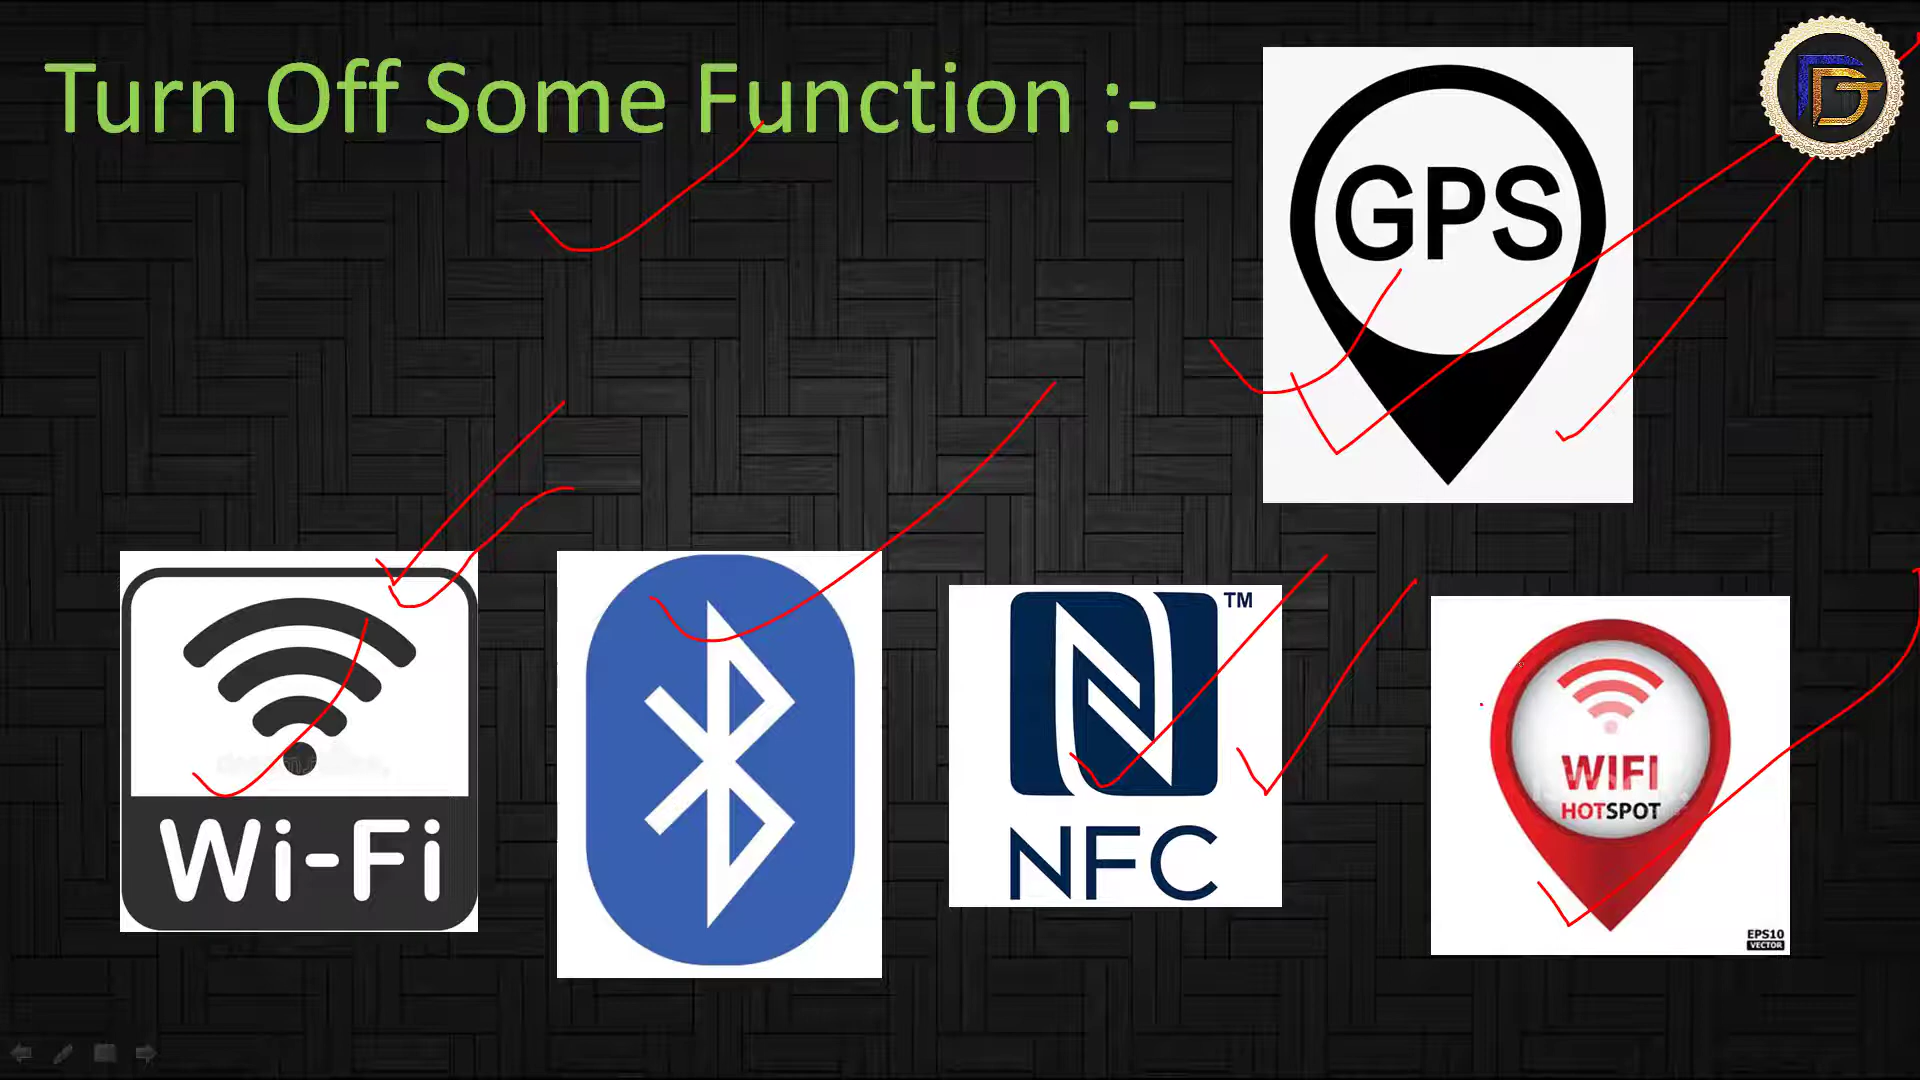 Turn Off Some Function :-
GPS
Wi-Fi
TM
NFC
WIFI
HOTSPOT
EPS10
VECTOR